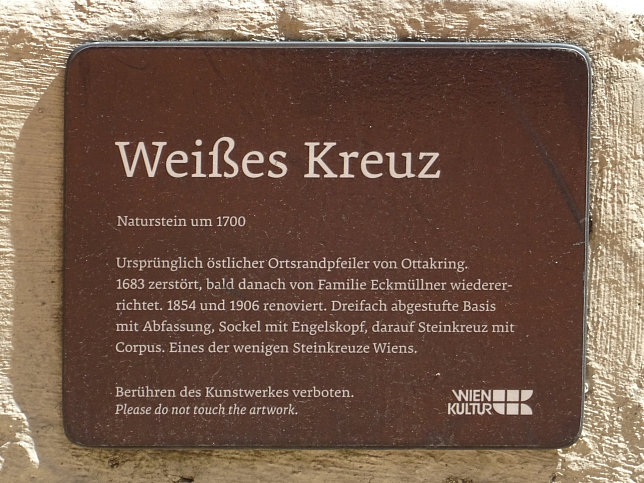 Weißes Kreuz
Naturstein um 1700
Ursprünglich östlicher Ortsrandpfeiler von Ottakring.
1683 zerstört, bald danach von Familie Eckmüllner wiederer-
richtet. 1854 und 1906 renoviert. Dreifach abgestufte Basis
mit Abfassung, Sockel mit Engelskopf, darauf Steinkreuz mit
Corpus. Eines der wenigen Steinkreuze Wiens.
Berühren des Kunstwerkes verboten.
Please do not touch the artwork.
WIEN
KULTUR